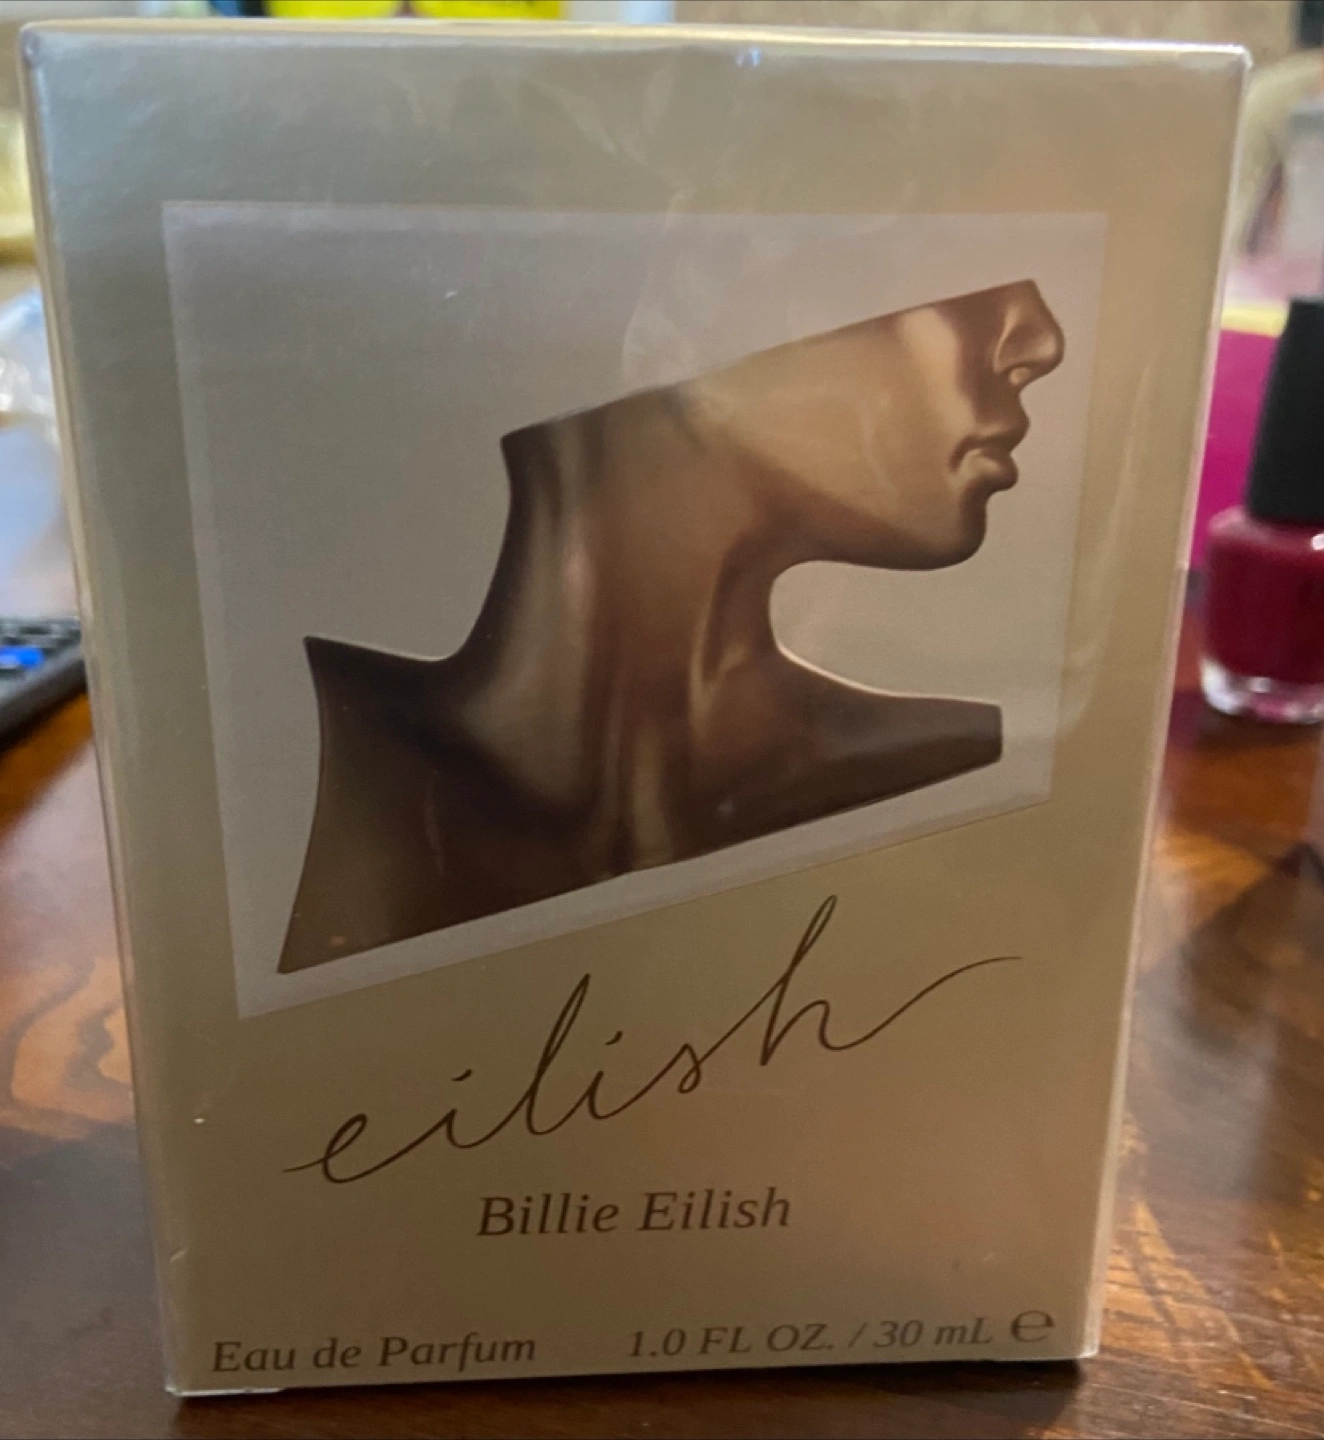 eilish
Billie Eilish
Eau de Parfum 1.0 FL OZ. / 30 mL ℮